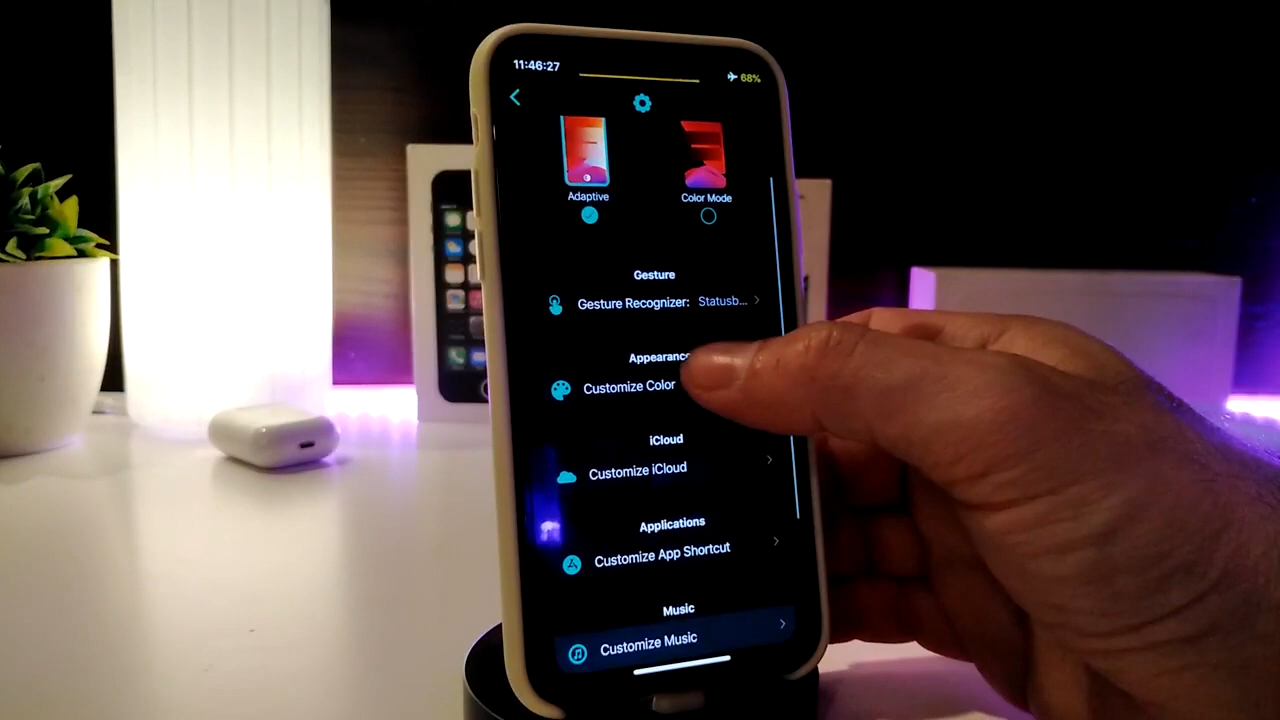 11:46:27
68%
Adaptive
Color Mode
Gesture
Gesture Recognizer: Statusb...
Appearance
Customize Color
iCloud
Customize iCloud
Applications
Customize App Shortcut
Music
Customize Music